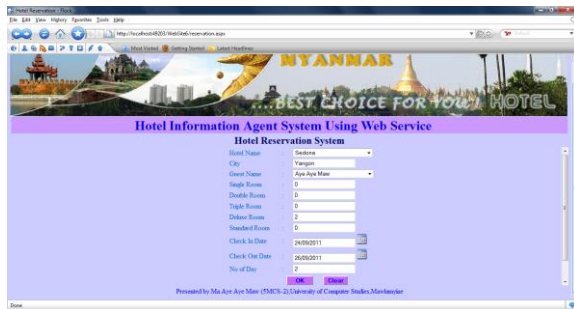 Hotel Reservation - Flock
File Edit View History Favorites Tools Help
http://localhost:49203/WebSite6/reservation.aspx
Most Visited Getting Started Latest Headlines
MYANMAR
....BEST CHOICE FOR YOU! HOTEL
Hotel Information Agent System Using Web Service
Hotel Reservation System
Hotel Name : Sedona
City : Yangon
Guest Name : Aye Aye Maw
Single Room : 0
Double Room : 0
Triple Room : 0
Deluxe Room : 2
Standard Room : 0
Check In Date : 24/09/2011
Check Out Date : 26/09/2011
No of Day : 2
OK Clear
Presented by Ma Aye Aye Maw (5MCS-2),University of Computer Studies,Mawlamyine
Done